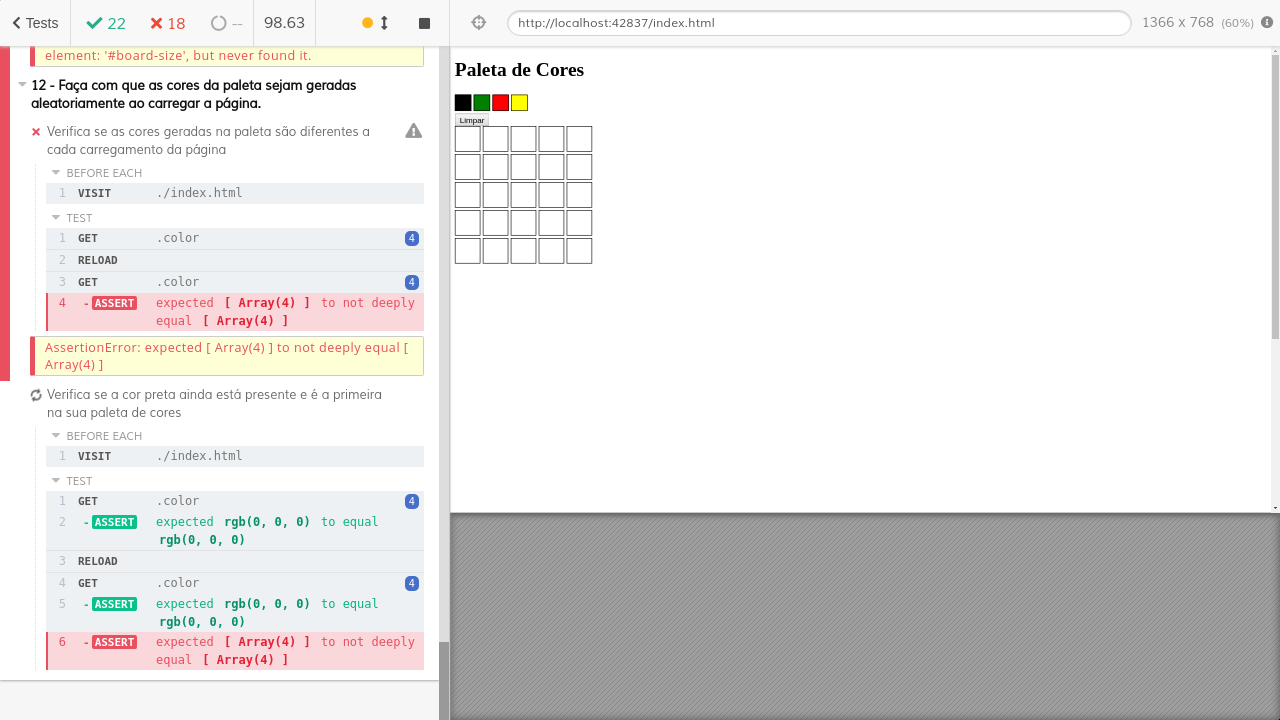 Tests
22
18
--
98.63
http://localhost:42837/index.html
1366 x 768 (60%)
element: '#board-size', but never found it.
12 - Faça com que as cores da paleta sejam geradas
aleatoriamente ao carregar a página.
Verifica se as cores geradas na paleta são diferentes a
cada carregamento da página
BEFORE EACH
1 VISIT ./index.html
TEST
1 GET .color 4
2 RELOAD
3 GET .color 4
4 -ASSERT expected [ Array(4) ] to not deeply
equal [ Array(4) ]
AssertionError: expected [ Array(4) ] to not deeply equal [
Array(4) ]
Verifica se a cor preta ainda está presente e é a primeira
na sua paleta de cores
BEFORE EACH
1 VISIT ./index.html
TEST
1 GET .color 4
2 -ASSERT expected rgb(0, 0, 0) to equal
rgb(0, 0, 0)
3 RELOAD
4 GET .color 4
5 -ASSERT expected rgb(0, 0, 0) to equal
rgb(0, 0, 0)
6 -ASSERT expected [ Array(4) ] to not deeply
equal [ Array(4) ]
Paleta de Cores
Limpar